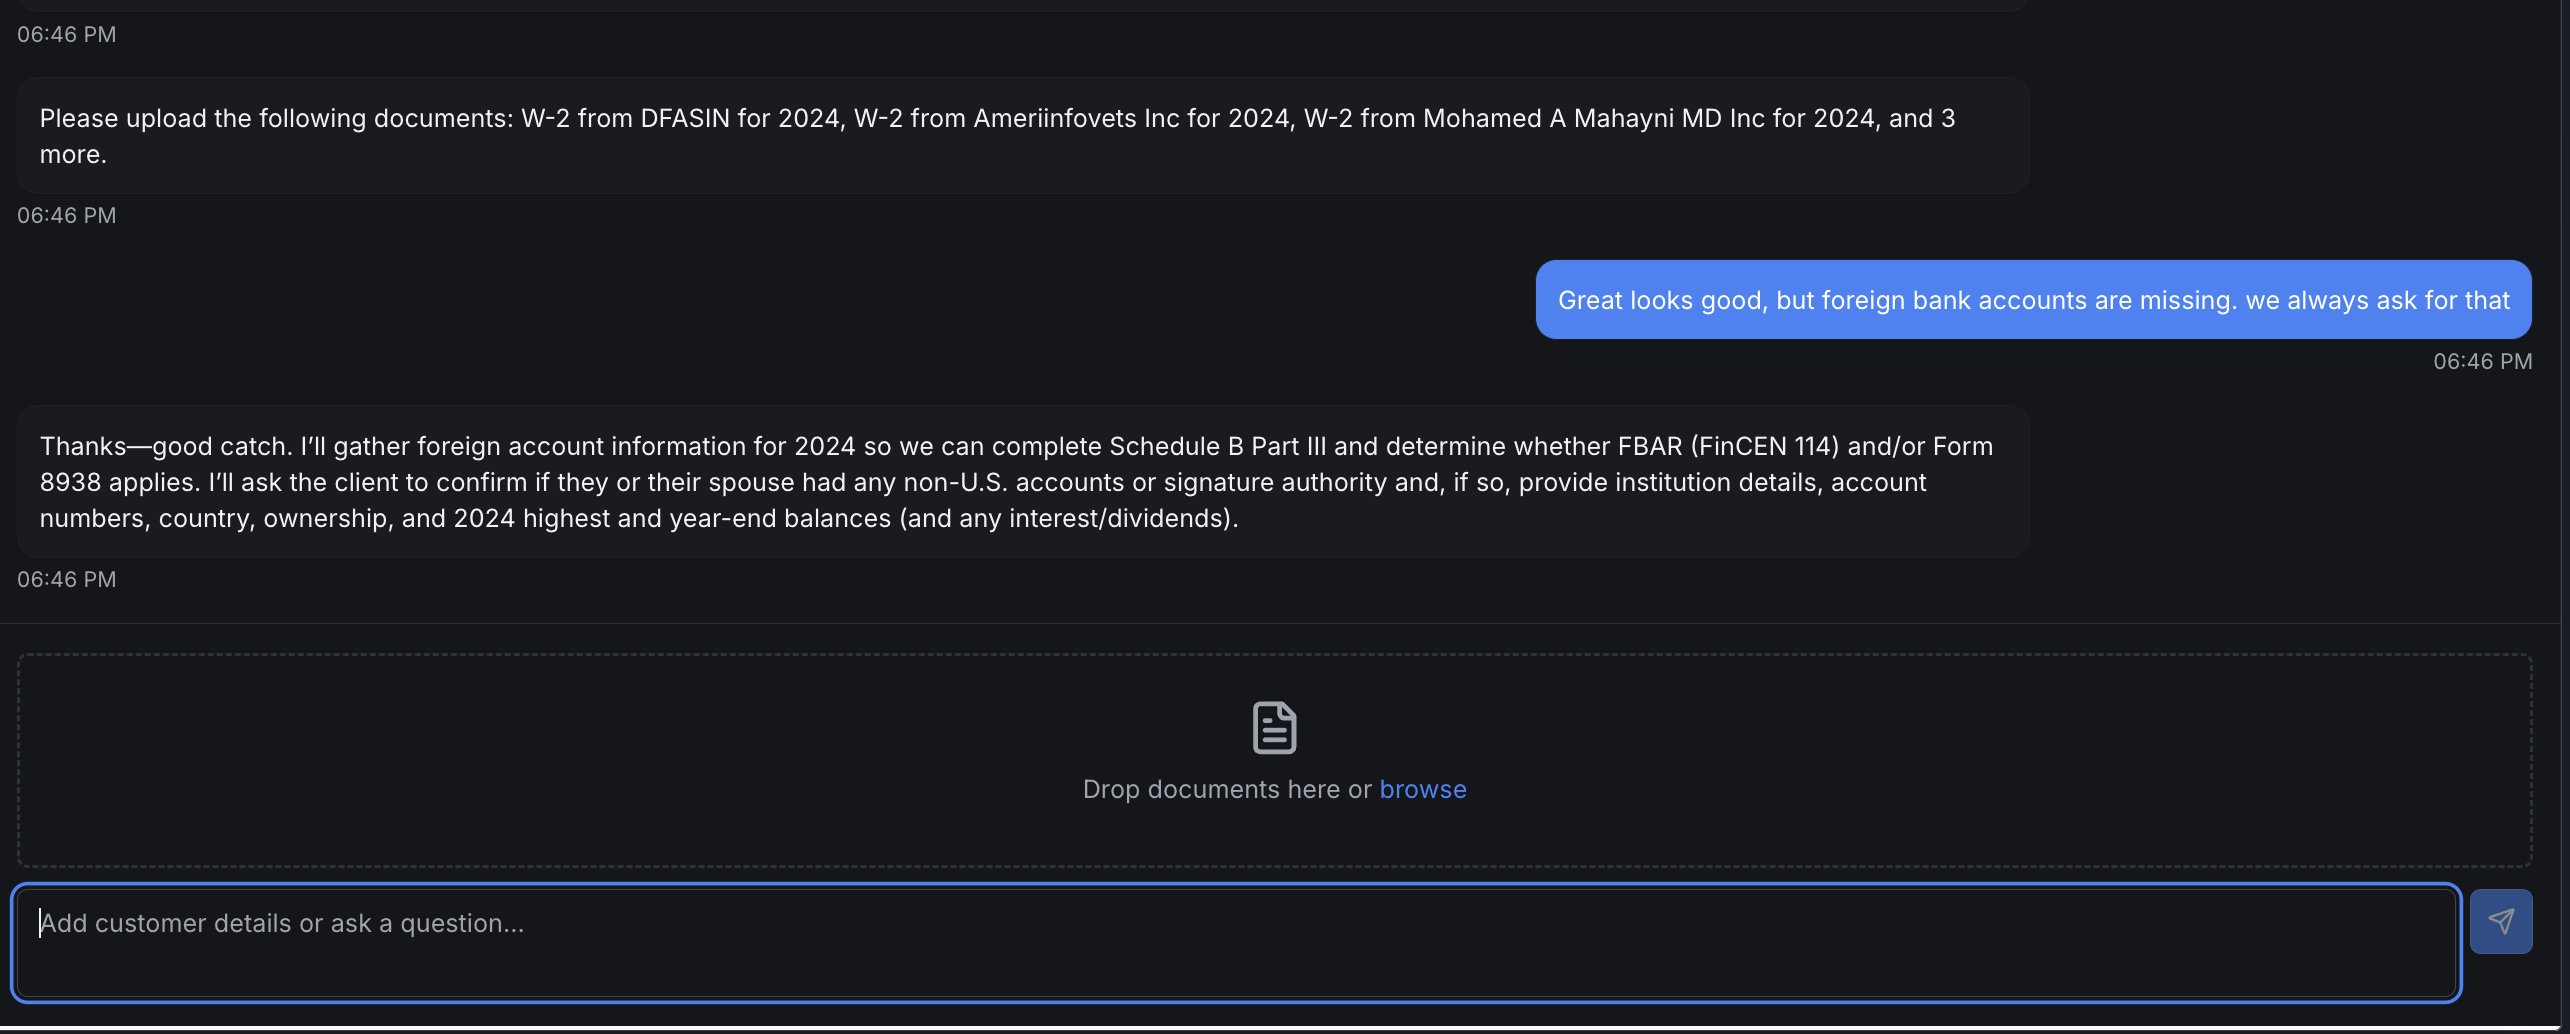 06:46 PM
Please upload the following documents: W-2 from DFASIN for 2024, W-2 from Ameriinfovets Inc for 2024, W-2 from Mohamed A Mahayni MD Inc for 2024, and 3
more.
06:46 PM
Great looks good, but foreign bank accounts are missing. we always ask for that
06:46 PM
Thanks—good catch. I’ll gather foreign account information for 2024 so we can complete Schedule B Part III and determine whether FBAR (FinCEN 114) and/or Form
8938 applies. I’ll ask the client to confirm if they or their spouse had any non-U.S. accounts or signature authority and, if so, provide institution details, account
numbers, country, ownership, and 2024 highest and year-end balances (and any interest/dividends).
06:46 PM
Drop documents here or browse
Add customer details or ask a question...